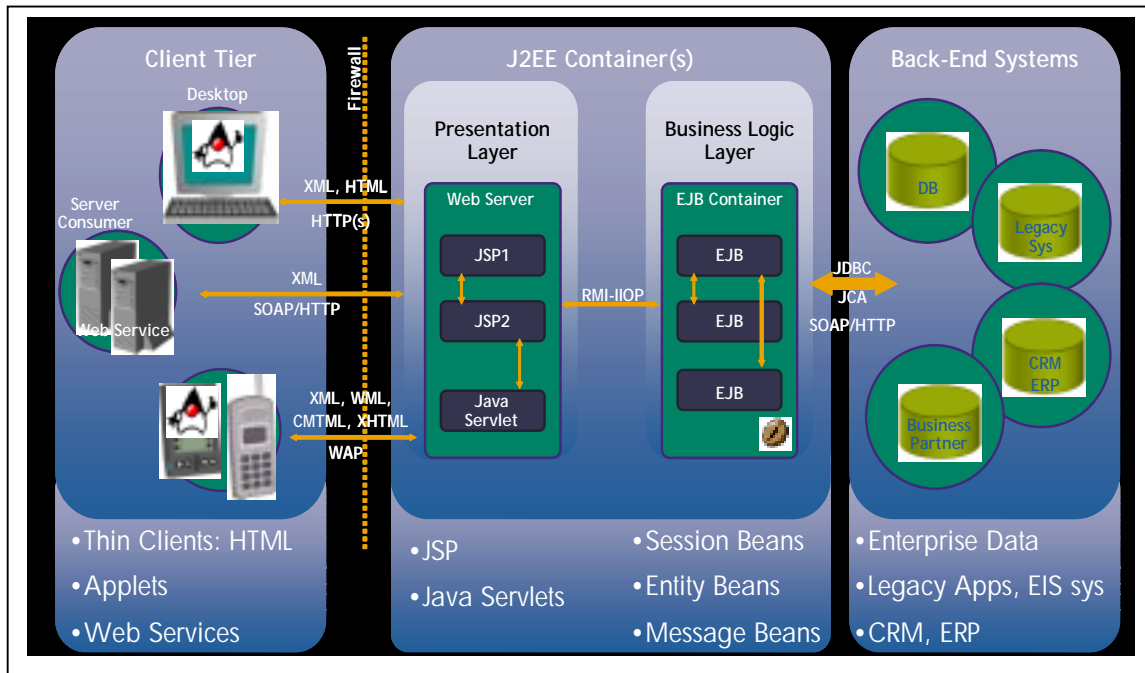 Client Tier
Desktop
Server
Consumer
Web Service
Firewall
XML, HTML
HTTP(s)
XML
SOAP/HTTP
XML, WML,
CMTML, XHTML
WAP
•Thin Clients: HTML
•Applets
•Web Services
J2EE Container(s)
Presentation
Layer
Web Server
JSP1
JSP2
Java
Servlet
RMI-IIOP
Business Logic
Layer
EJB Container
EJB
EJB
EJB
•JSP
•Java Servlets
•Session Beans
•Entity Beans
•Message Beans
JDBC
JCA
SOAP/HTTP
Back-End Systems
DB
Legacy
Sys
CRM
ERP
Business
Partner
•Enterprise Data
•Legacy Apps, EIS sys
•CRM, ERP